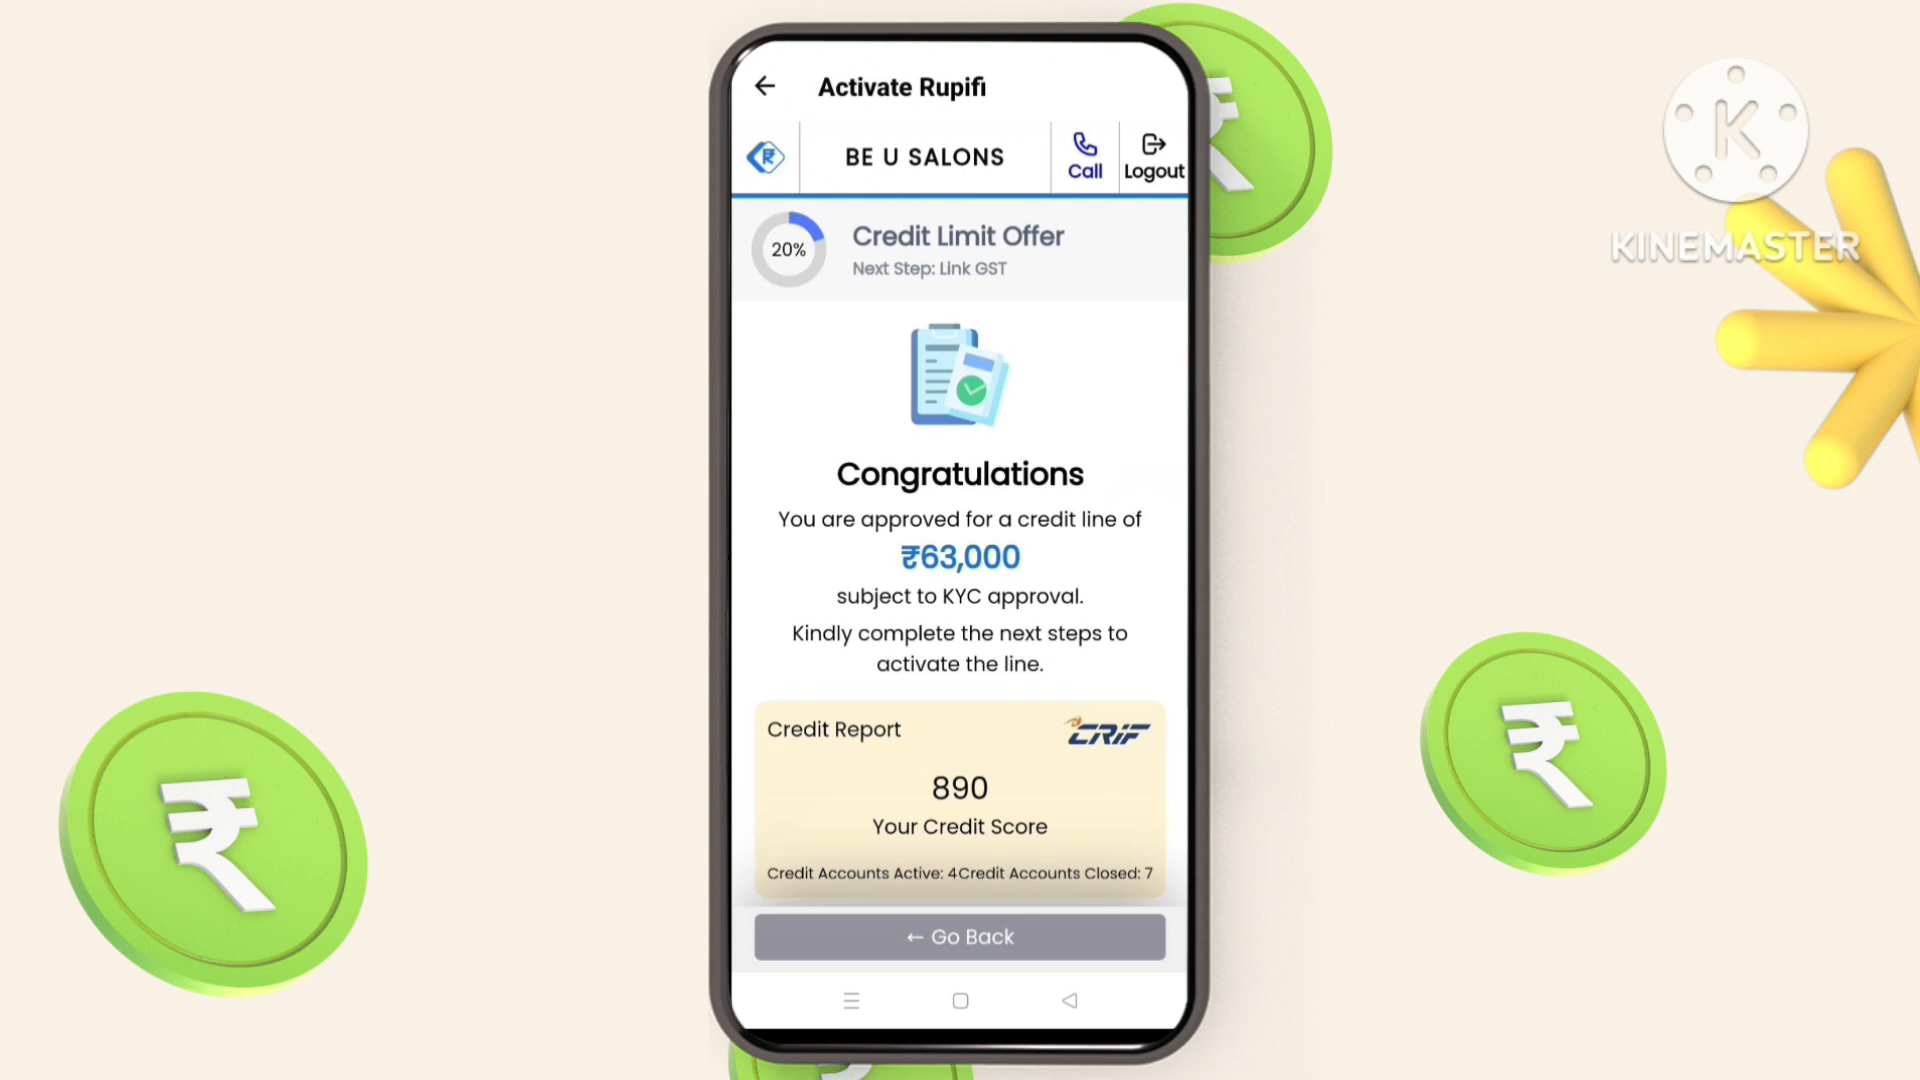 Activate Rupifi
BE U SALONS
Call
Logout
20%
Credit Limit Offer
Next Step: Link GST
Congratulations
You are approved for a credit line of
₹63,000
subject to KYC approval.
Kindly complete the next steps to
activate the line.
Credit Report
CRIF
890
Your Credit Score
Credit Accounts Active: 4Credit Accounts Closed: 7
← Go Back
K
KINEMASTER
₹
₹
₹